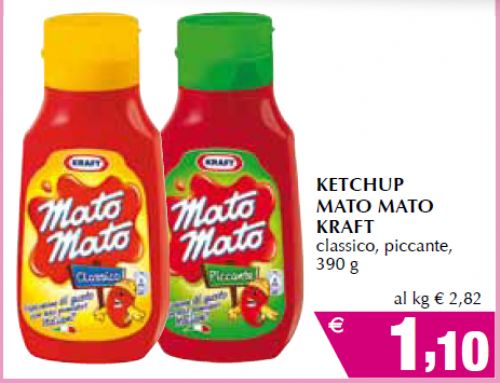 KRAFT
Mato
Mato
Classico
KRAFT
Mato
Mato
Piccante
KETCHUP
MATO MATO
KRAFT
classico, piccante,
390 g
al kg € 2,82
€ 1,10